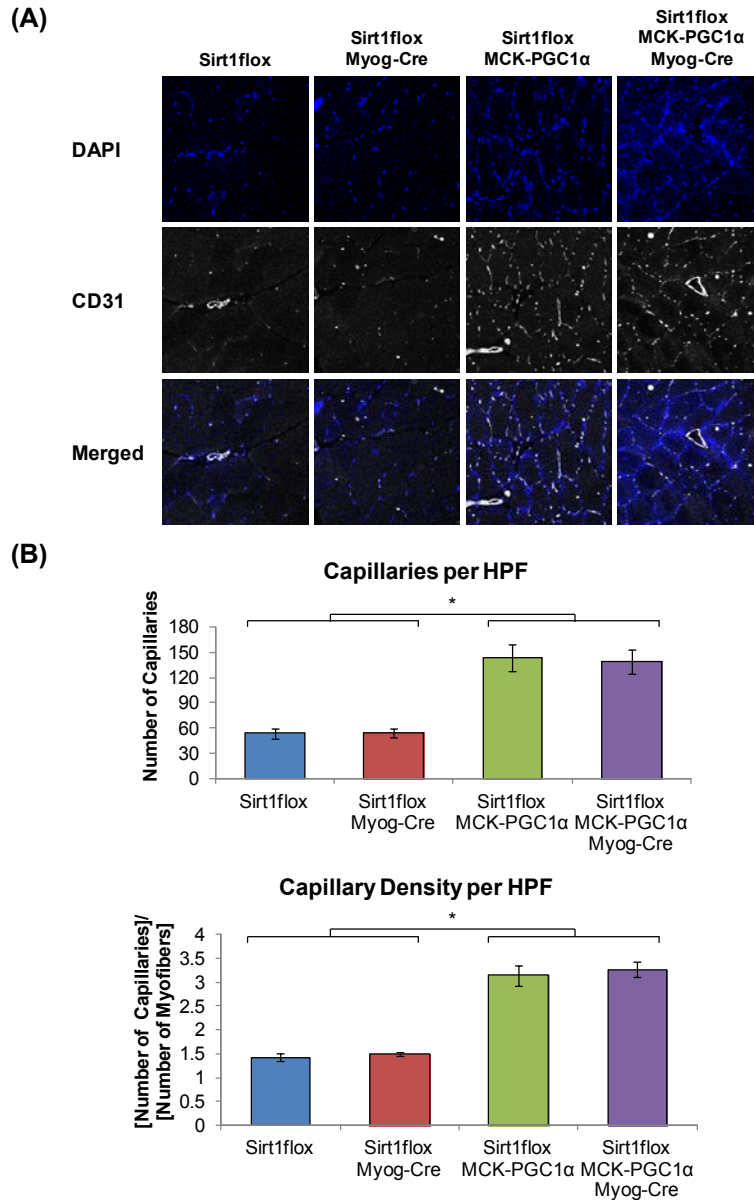 (A)
Sirt1flox
Sirt1flox
Myog-Cre
Sirt1flox
MCK-PGC1α
Sirt1flox
MCK-PGC1α
Myog-Cre
DAPI
CD31
Merged
(B)
Capillaries per HPF
*
Number of Capillaries
180
150
120
90
60
30
0
Sirt1flox
Sirt1flox
Myog-Cre
Sirt1flox
MCK-PGC1α
Sirt1flox
MCK-PGC1α
Myog-Cre
Capillary Density per HPF
*
[Number of Capillaries]/
[Number of Myofibers]
4
3.5
3
2.5
2
1.5
1
0.5
0
Sirt1flox
Sirt1flox
Myog-Cre
Sirt1flox
MCK-PGC1α
Sirt1flox
MCK-PGC1α
Myog-Cre